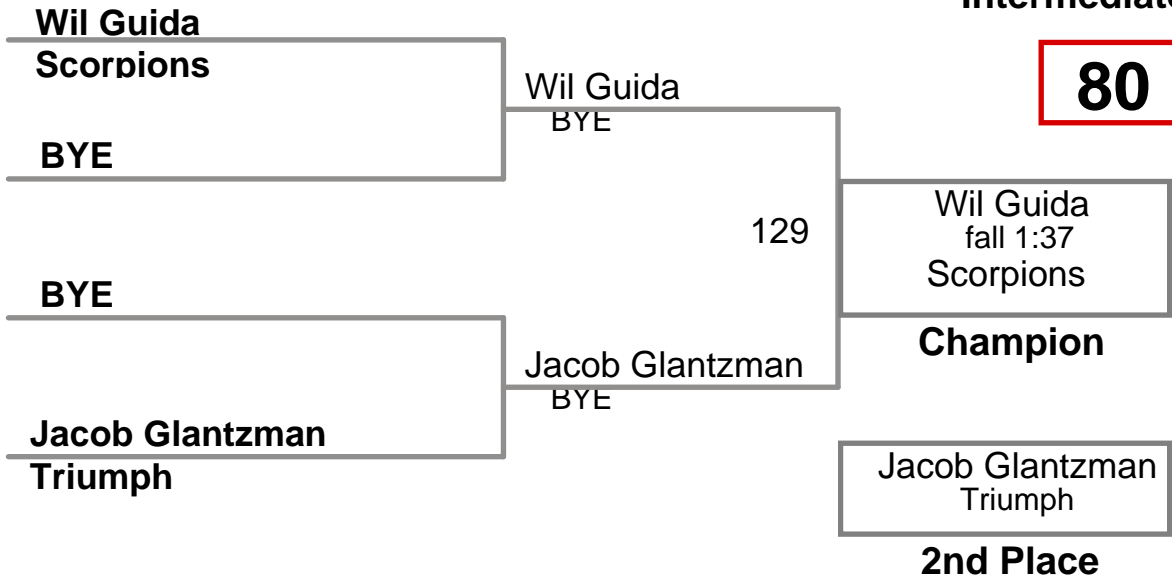 Intermediate
80
Wil Guida
Scorpions
BYE
BYE
Jacob Glantzman
Triumph
Wil Guida
BYE
129
Jacob Glantzman
BYE
Wil Guida
fall 1:37
Scorpions
Champion
Jacob Glantzman
Triumph
2nd Place